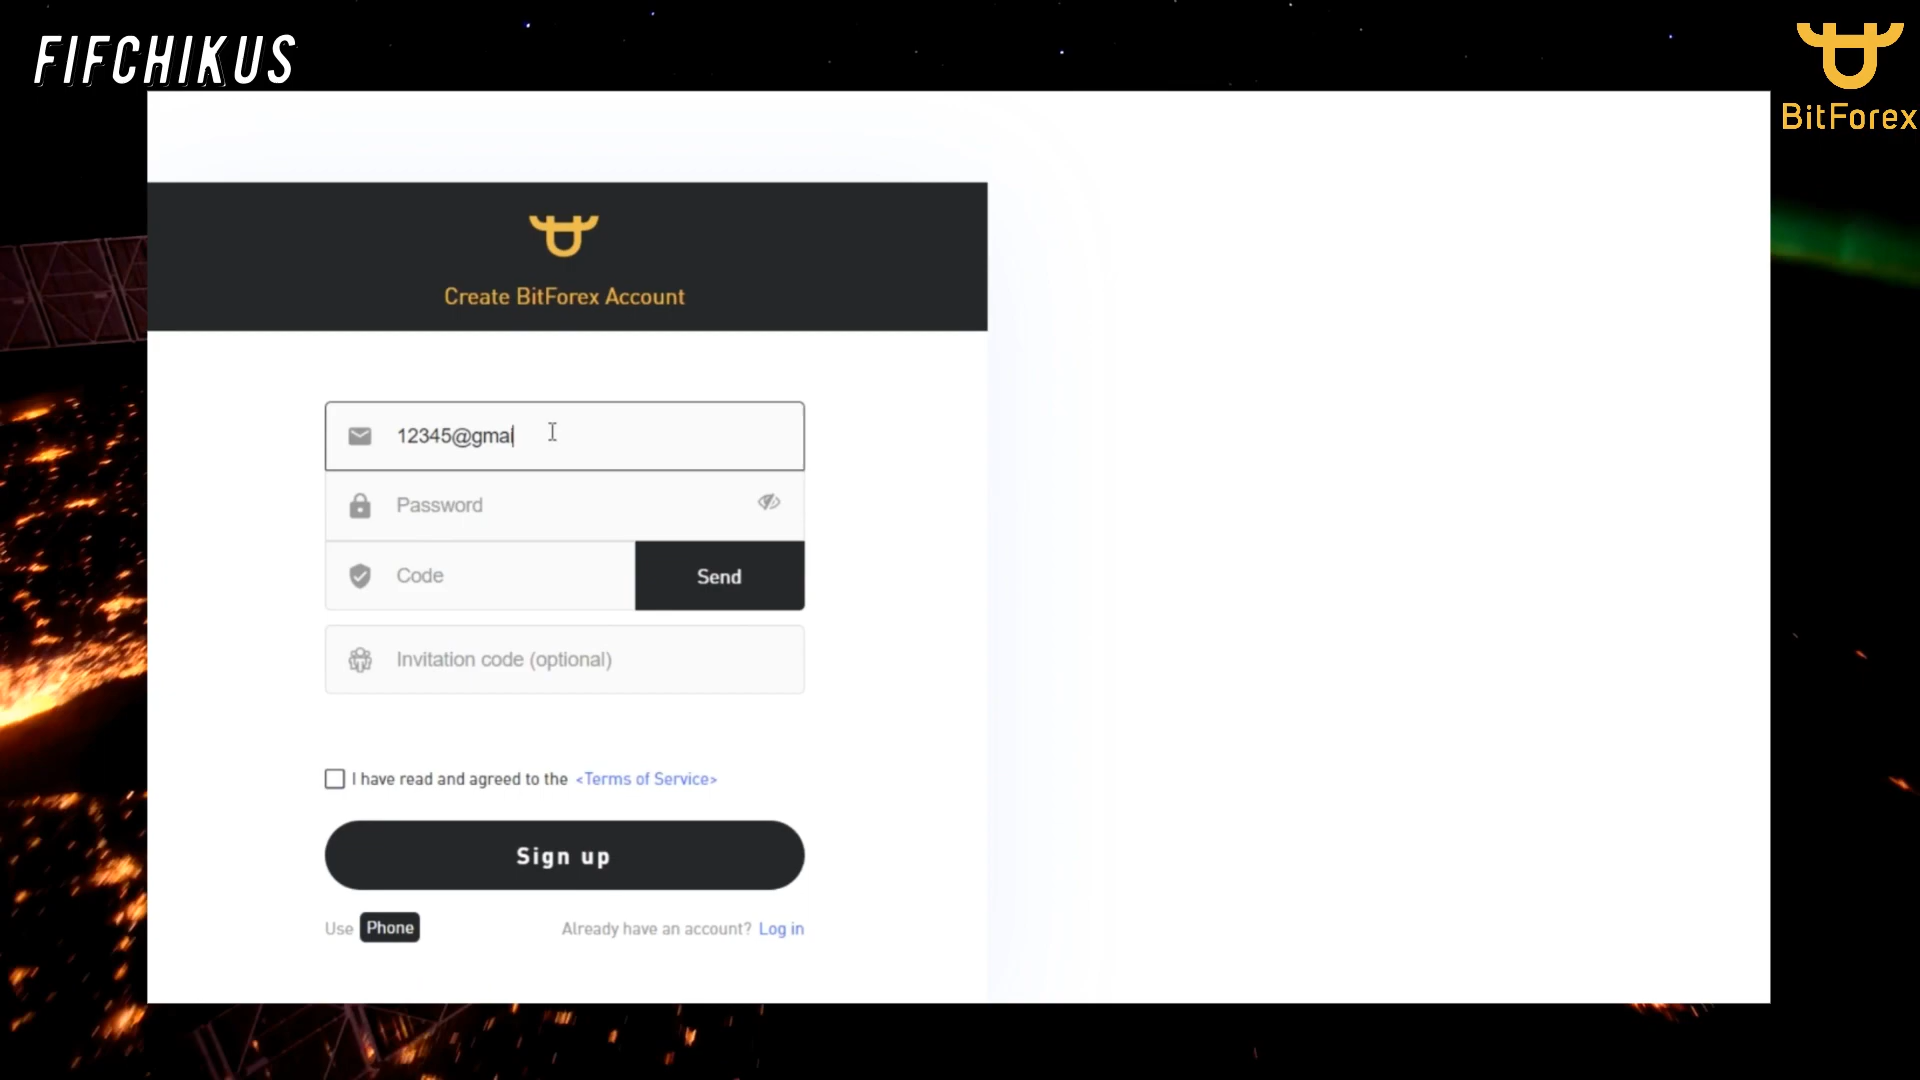 FIFCHIKUS
BitForex
Create BitForex Account
12345@gmai
Password
Code
Send
Invitation code (optional)
I have read and agreed to the <Terms of Service>
Sign up
Use Phone
Already have an account? Log in